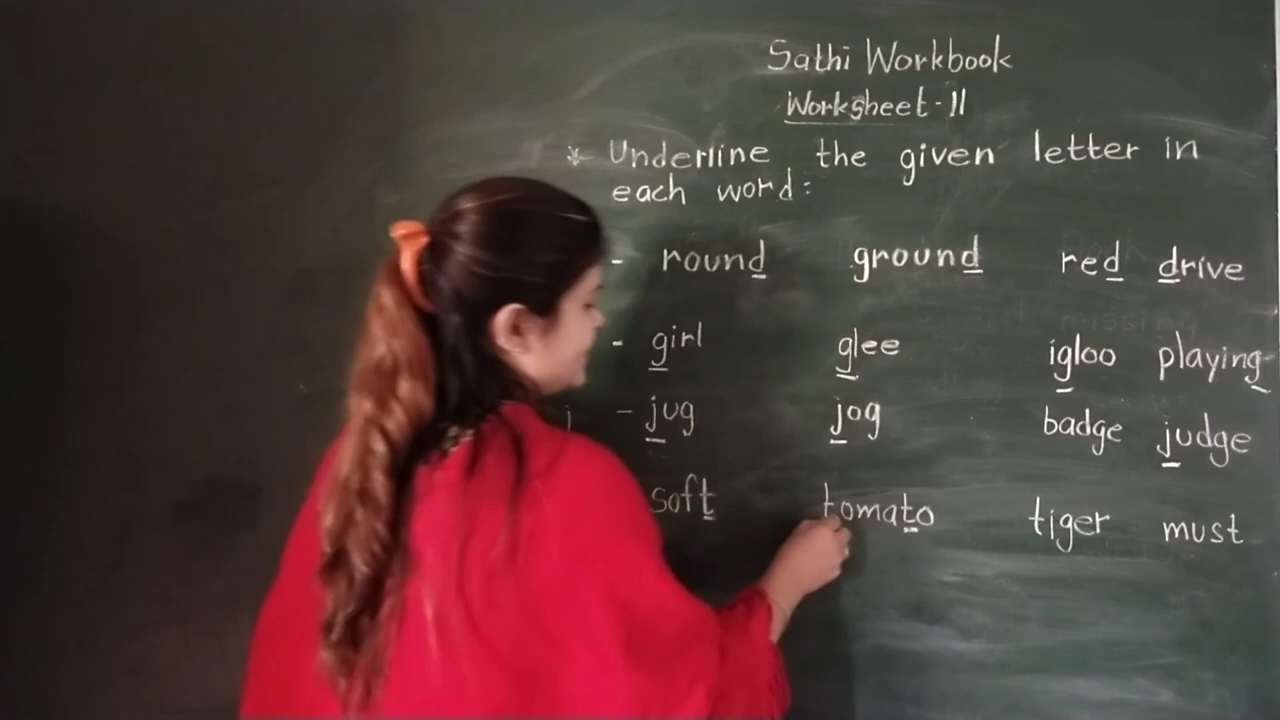 Sathi Workbook
Worksheet-11
* Underline the given letter in
each word:
- round ground red drive
- girl glee igloo playing
j - jug jog badge judge
soft tomato tiger must